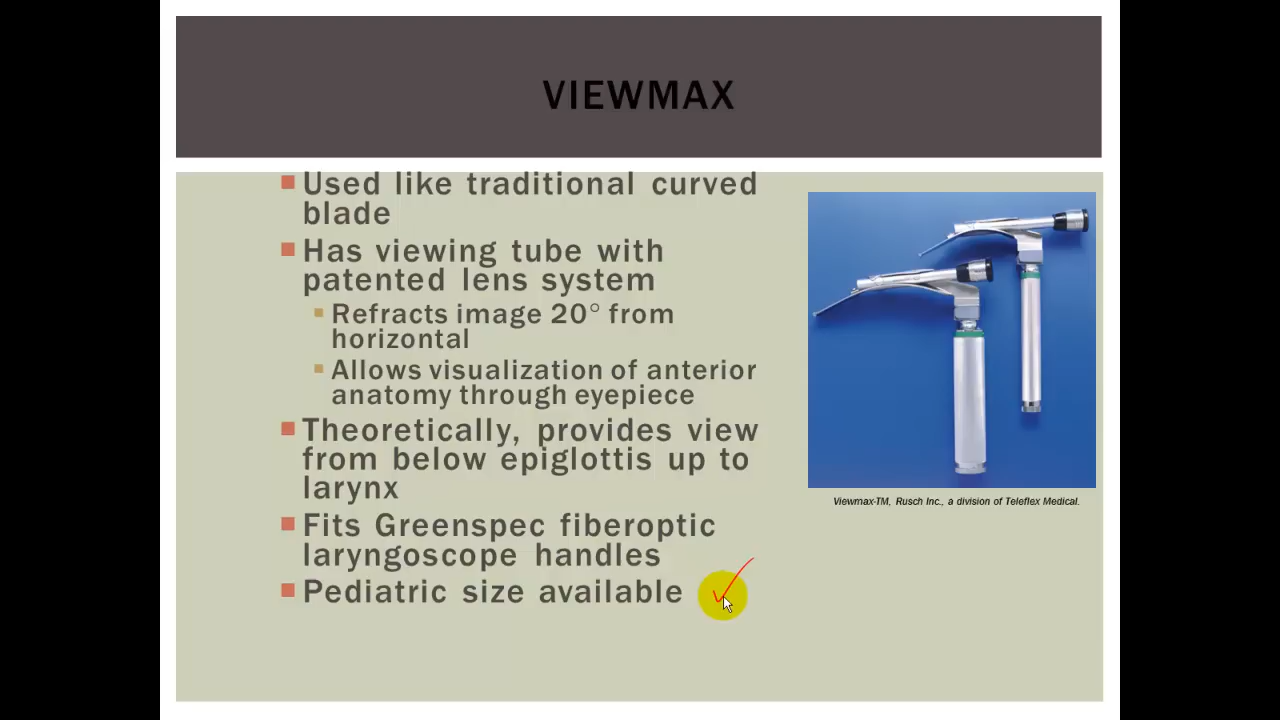 VIEWMAX
Used like traditional curved
blade
Has viewing tube with
patented lens system
Refracts image 20° from
horizontal
Allows visualization of anterior
anatomy through eyepiece
Theoretically, provides view
from below epiglottis up to
larynx
Fits Greenspec fiberoptic
laryngoscope handles
Pediatric size available
Viewmax-TM, Rusch Inc., a division of Teleflex Medical.